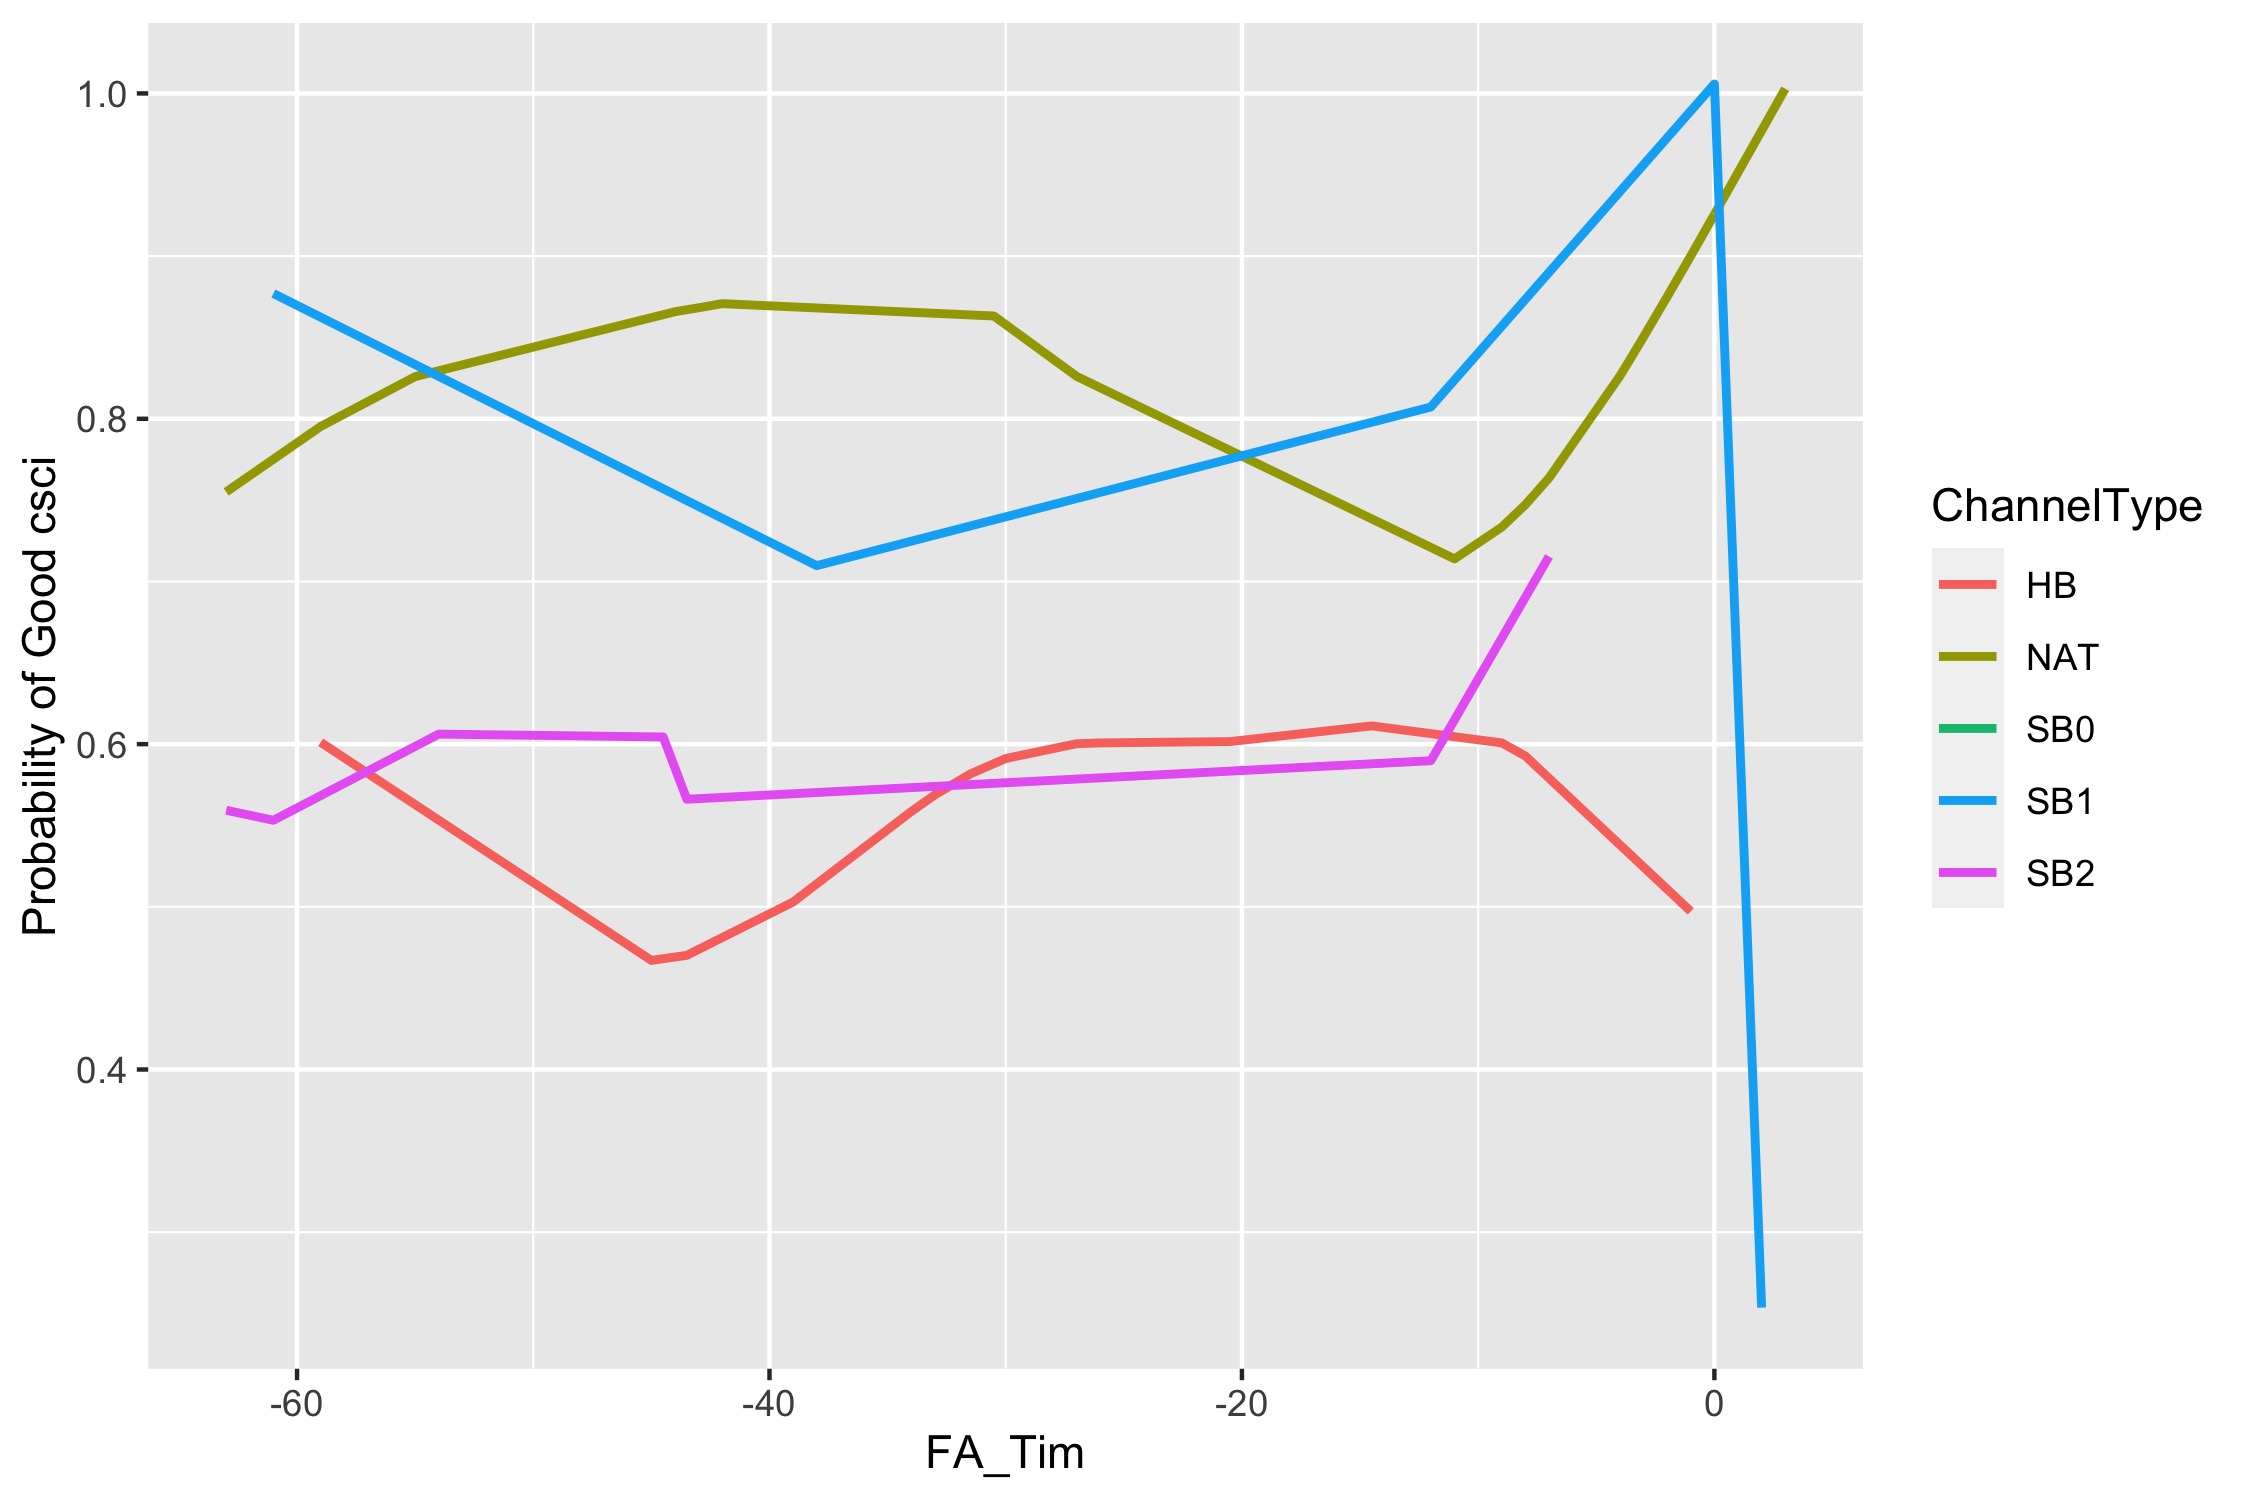 Probability of Good csci
1.0
0.8
0.6
0.4
-60
-40
-20
0
FA_Tim
ChannelType
HB
NAT
SB0
SB1
SB2